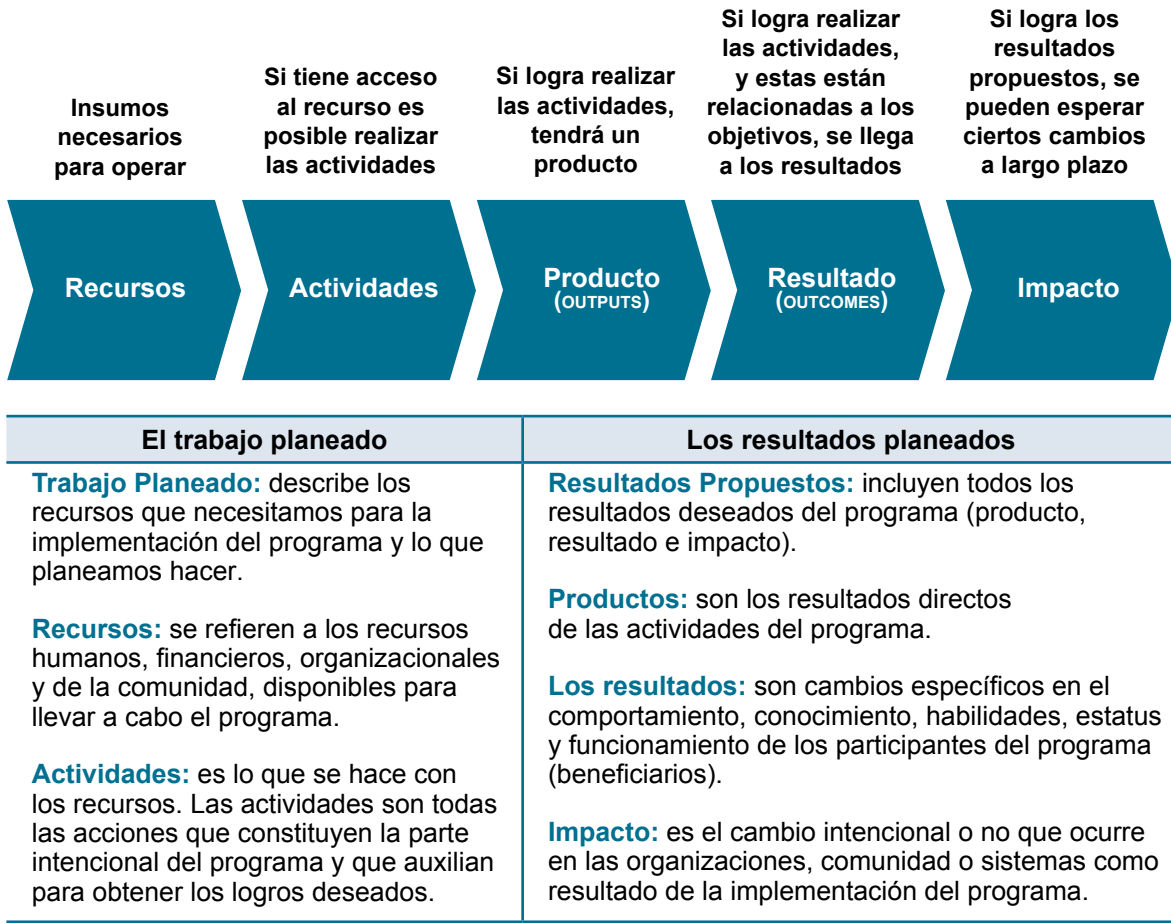 Insumos
necesarios
para operar
Si tiene acceso
al recurso es
posible realizar
las actividades
Si logra realizar
las actividades,
tendrá un
producto
Si logra realizar
las actividades,
y estas están
relacionadas a los
objetivos, se llega
a los resultados
Si logra los
resultados
propuestos, se
pueden esperar
ciertos cambios
a largo plazo
Recursos
Actividades
Producto
(OUTPUTS)
Resultado
(OUTCOMES)
Impacto
El trabajo planeado
Trabajo Planeado: describe los
recursos que necesitamos para la
implementación del programa y lo que
planeamos hacer.
Recursos: se refieren a los recursos
humanos, financieros, organizacionales
y de la comunidad, disponibles para
llevar a cabo el programa.
Actividades: es lo que se hace con
los recursos. Las actividades son todas
las acciones que constituyen la parte
intencional del programa y que auxilian
para obtener los logros deseados.
Los resultados planeados
Resultados Propuestos: incluyen todos los
resultados deseados del programa (producto,
resultado e impacto).
Productos: son los resultados directos
de las actividades del programa.
Los resultados: son cambios específicos en el
comportamiento, conocimiento, habilidades, estatus
y funcionamiento de los participantes del programa
(beneficiarios).
Impacto: es el cambio intencional o no que ocurre
en las organizaciones, comunidad o sistemas como
resultado de la implementación del programa.